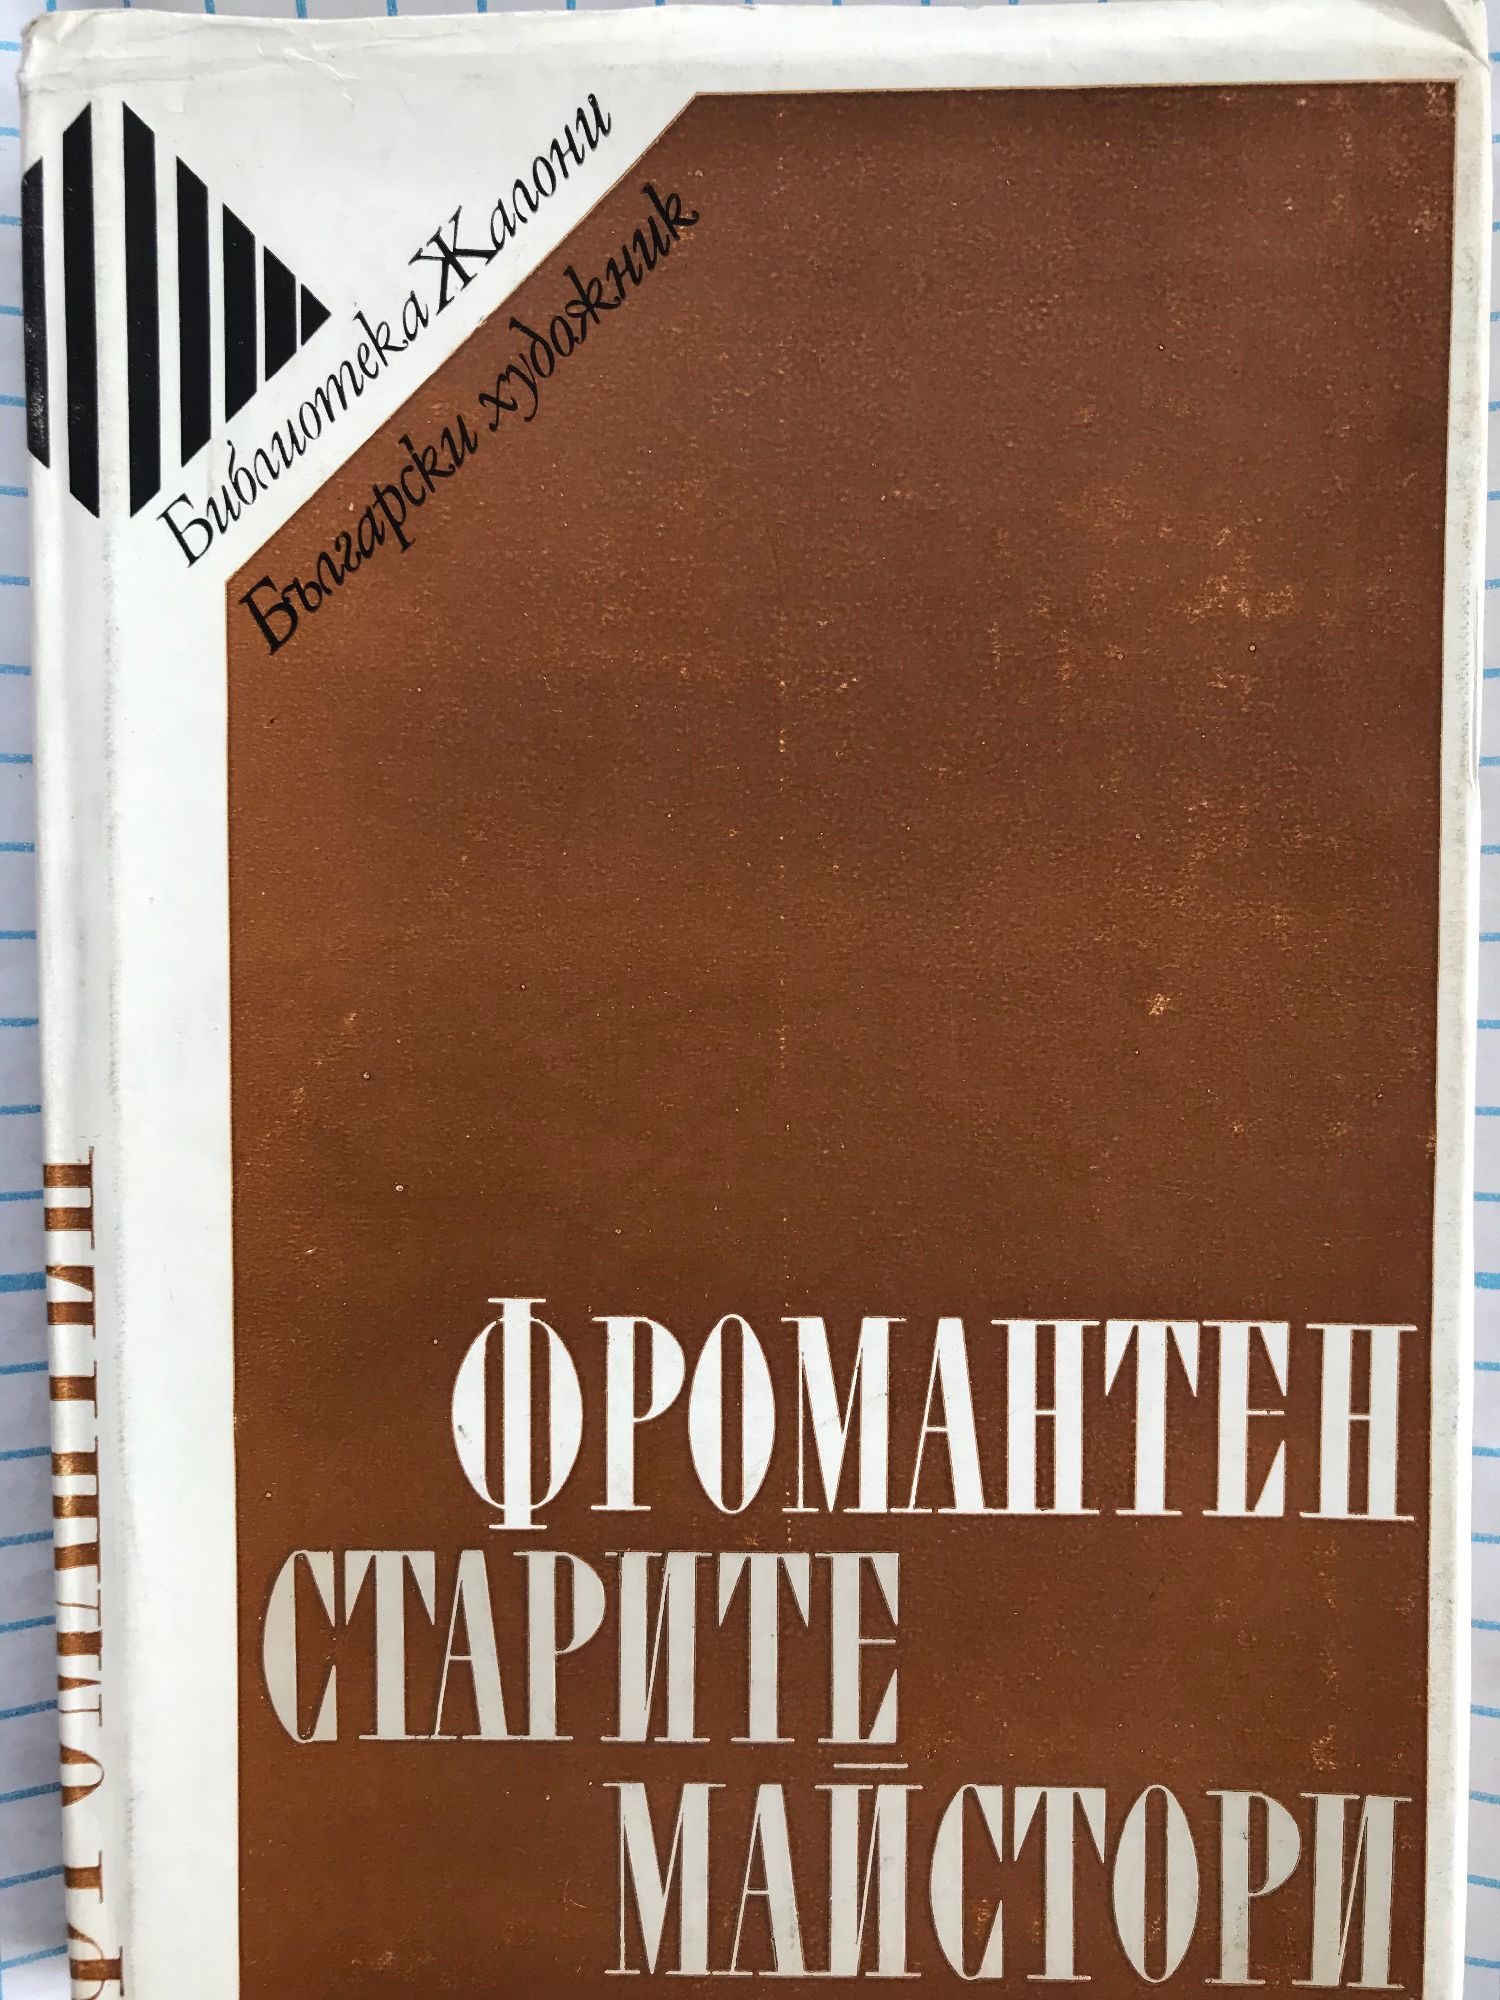 Библиотека Жалони
Български художник
ФРОМАНТЕН
СТАРИТЕ
МАЙСТОРИ